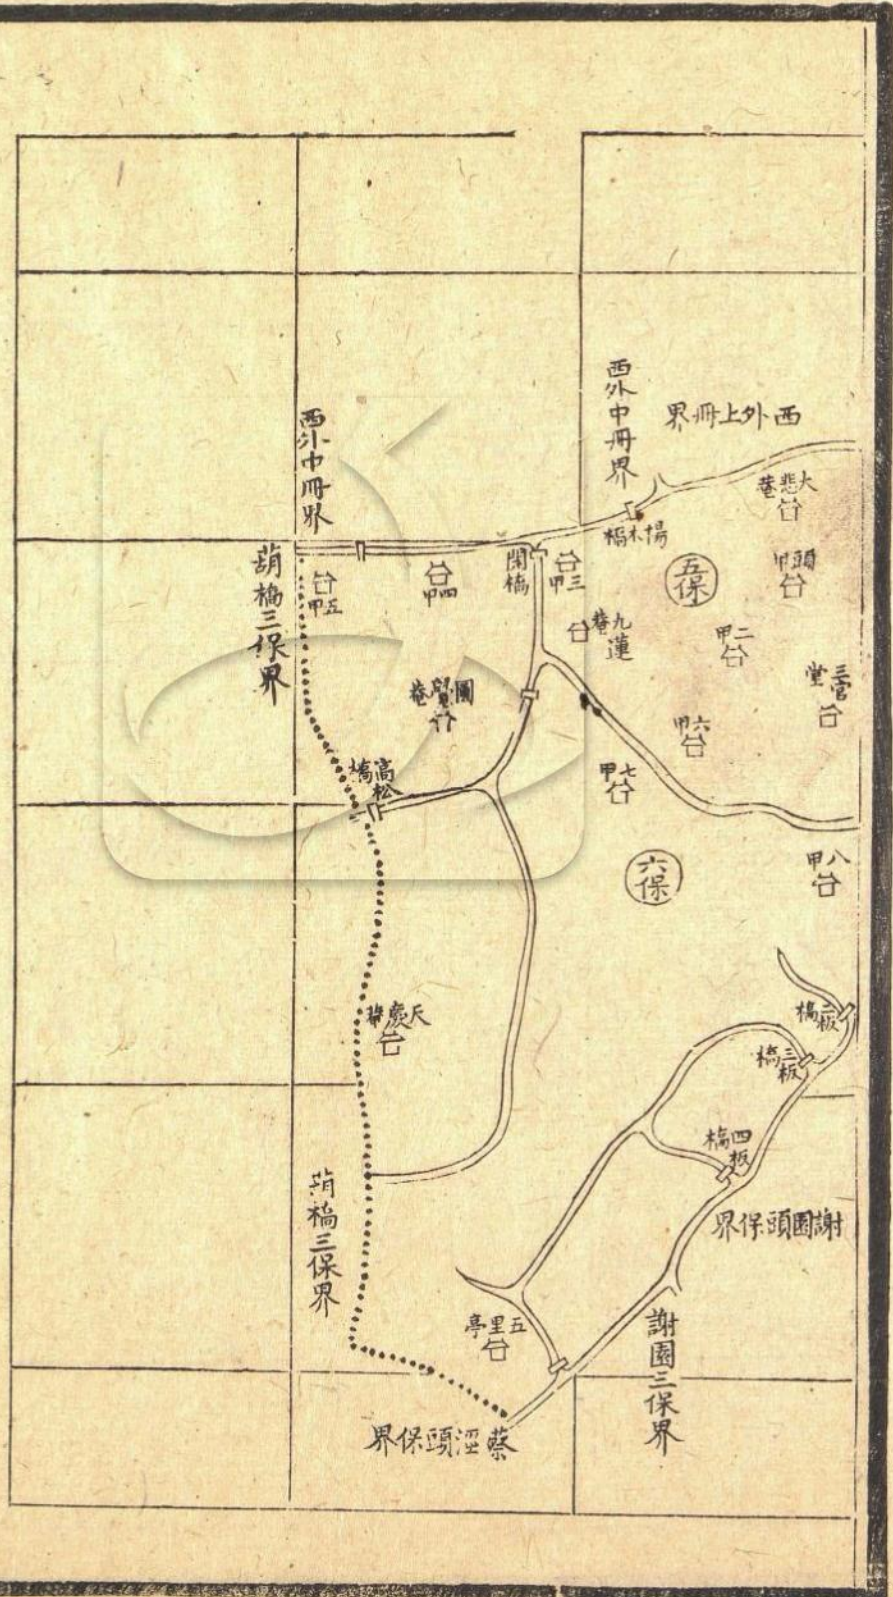 西外上冊界
西外中冊界
大悲菴
楊木橋
五保
頭甲
二甲
三官堂
六甲
七甲
八甲
六保
九蓮菴
三甲
閘橋
四甲
五甲
西外中冊界
葫橋三保界
圓覺菴
高松橋
天慶菴
葫橋三保界
二板橋
三板橋
四板橋
謝園頭保界
謝園三保界
五里亭
蔡涇頭保界